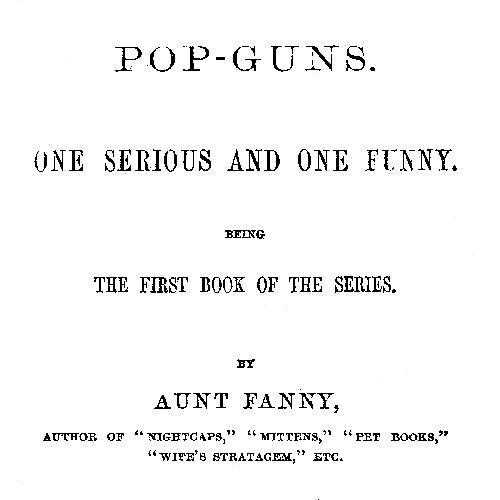 POP-GUNS.
ONE SERIOUS AND ONE FUNNY.
BEING
THE FIRST BOOK OF THE SERIES.
BY
AUNT FANNY,
AUTHOR OF "NIGHTCAPS," "MITTENS," "PET BOOKS,"
"WIFE'S STRATAGEM," ETC.